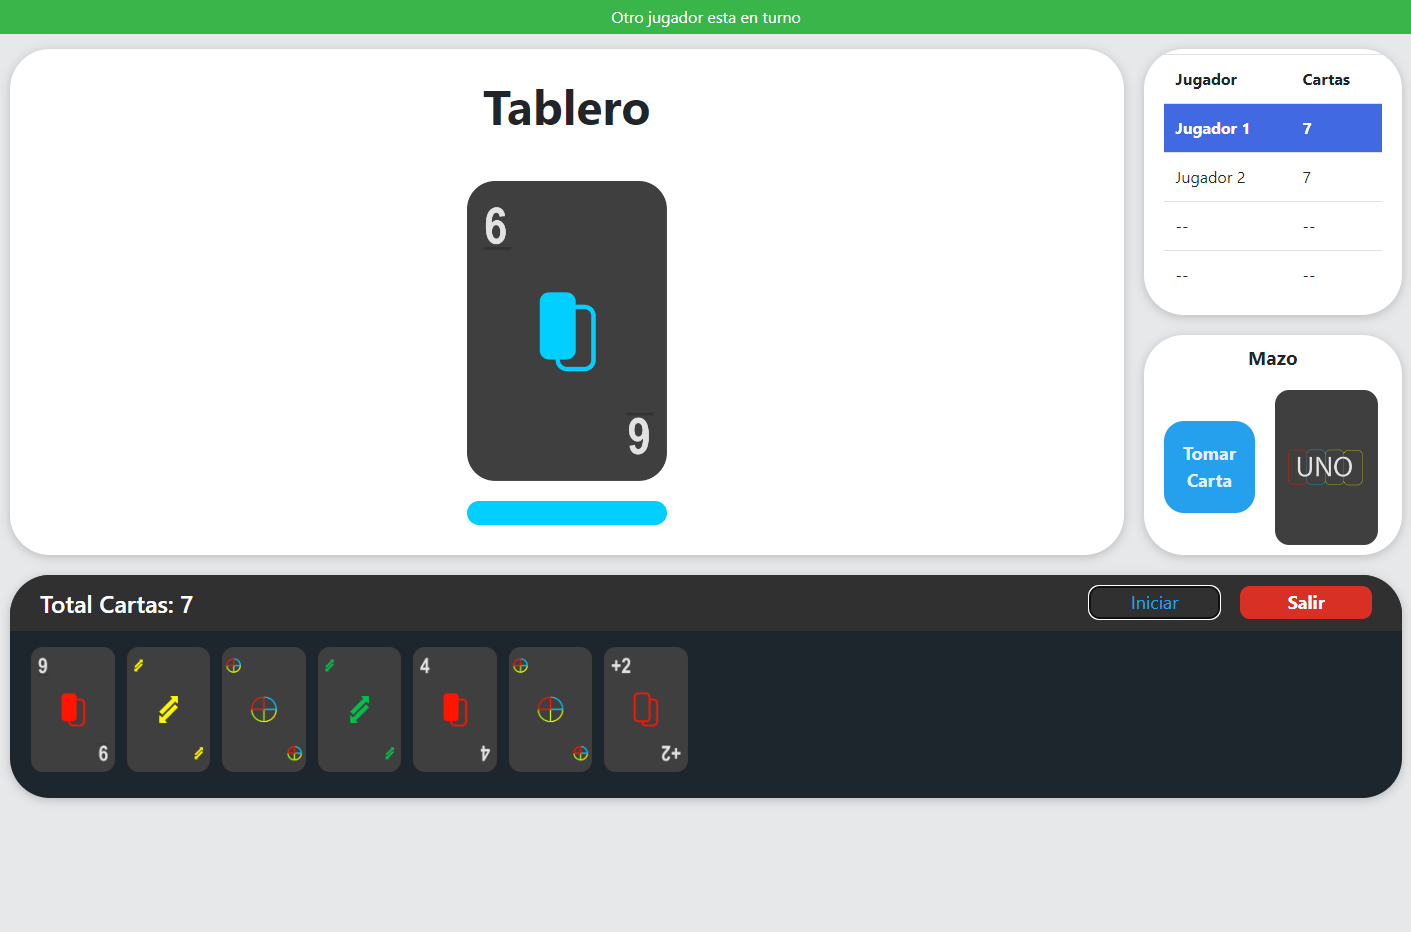 Otro jugador esta en turno
Tablero
6
6
Jugador Cartas
Jugador 1 7
Jugador 2 7
-- --
-- --
Mazo
Tomar
Carta
UNO
Total Cartas: 7
Iniciar
Salir
9 4 +2
9 4 +2